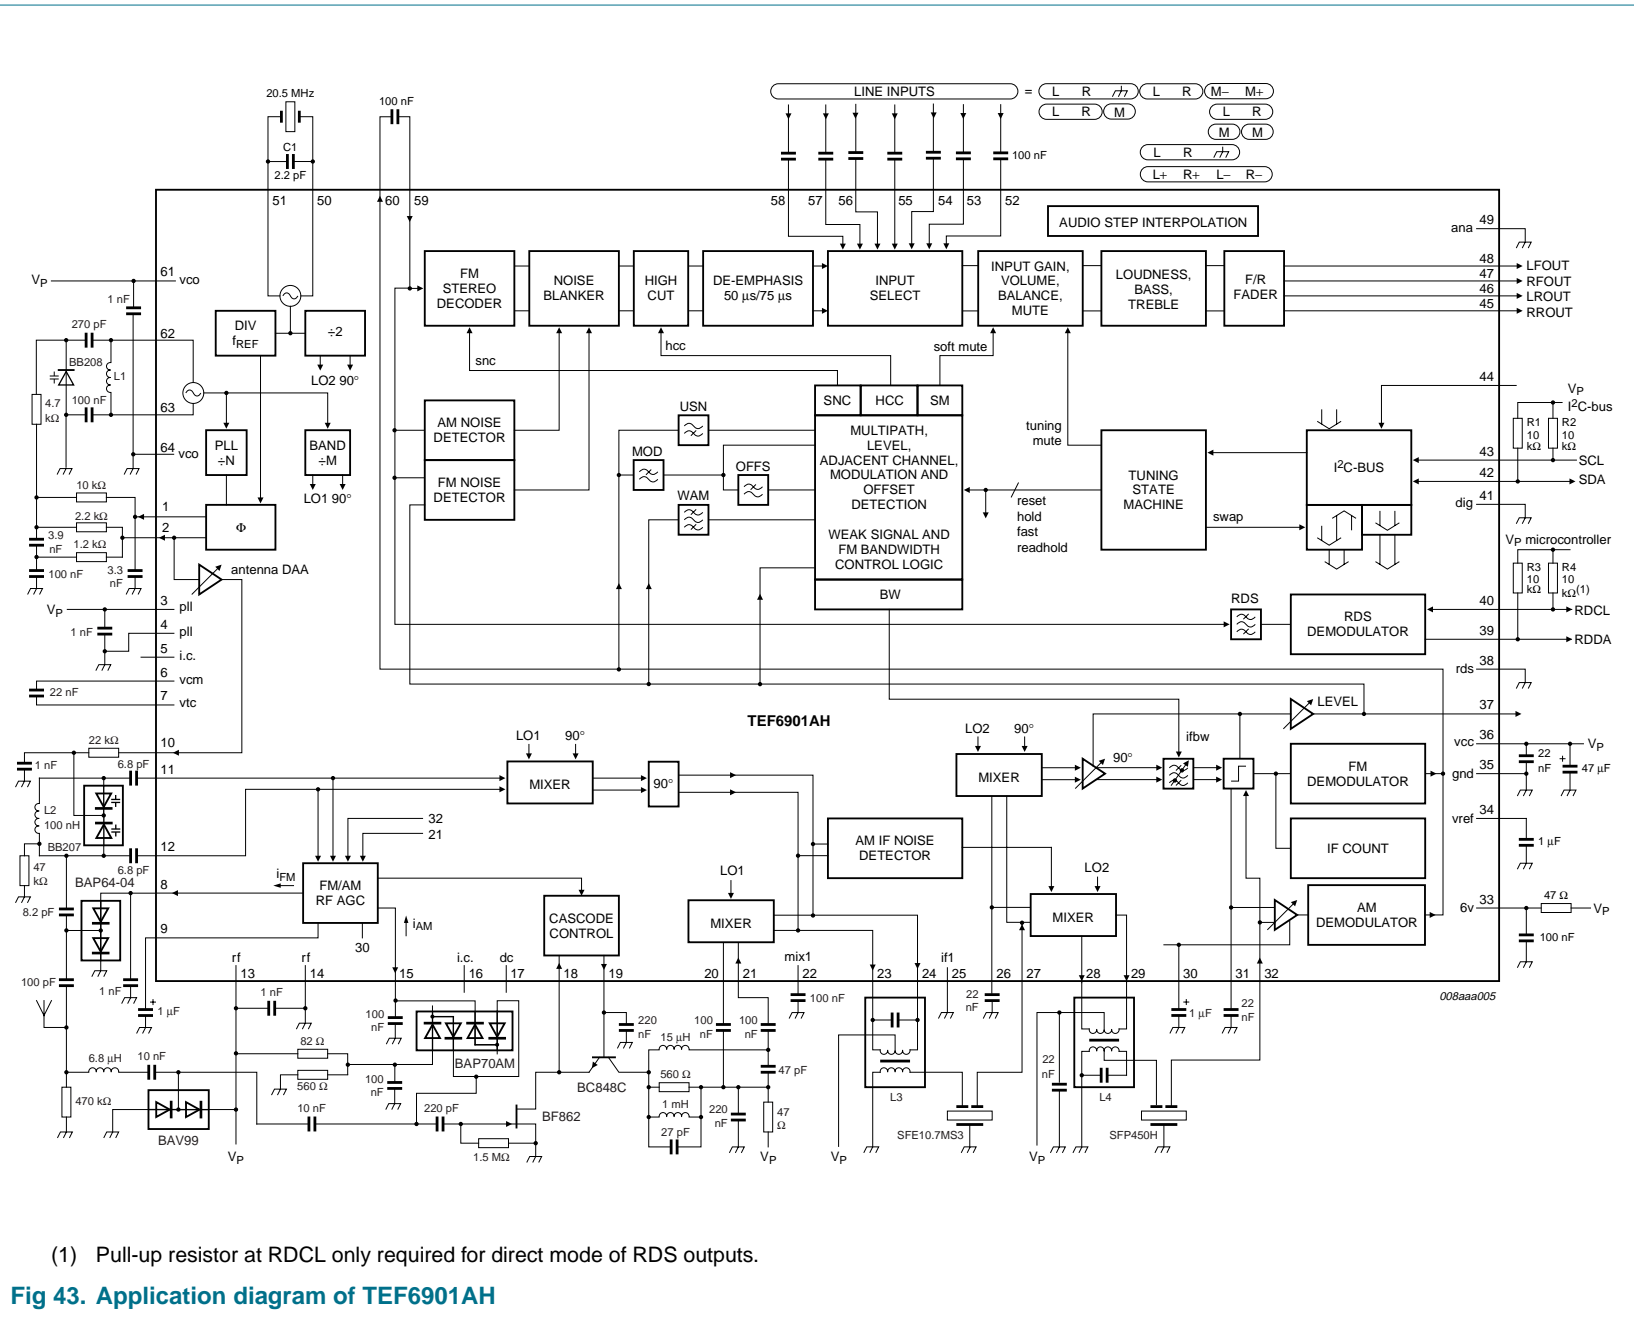 20.5 MHz
C1
2.2 pF
100 nF
LINE INPUTS
=
L R
L R
M– M+
L R
M
L R
M M
L R
L+ R+ L– R–
100 nF
51
50
60
59
58
57
56
55
54
53
52
AUDIO STEP INTERPOLATION
49
ana
FM
STEREO
DECODER
NOISE
BLANKER
HIGH
CUT
DE-EMPHASIS
50 µs/75 µs
INPUT
SELECT
INPUT GAIN,
VOLUME,
BALANCE,
MUTE
LOUDNESS,
BASS,
TREBLE
F/R
FADER
48
LFOUT
47
RFOUT
46
LROUT
45
RROUT
VP
61
vco
1 nF
270 pF
62
BB208
L1
100 nF
4.7
kΩ
63
64
vco
DIV
fREF
÷2
LO2 90°
PLL
÷N
BAND
÷M
LO1 90°
snc
hcc
soft mute
SNC
HCC
SM
AM NOISE
DETECTOR
FM NOISE
DETECTOR
USN
MOD
OFFS
WAM
MULTIPATH,
LEVEL,
ADJACENT CHANNEL,
MODULATION AND
OFFSET
DETECTION
WEAK SIGNAL AND
FM BANDWIDTH
CONTROL LOGIC
BW
tuning
mute
TUNING
STATE
MACHINE
reset
hold
fast
readhold
swap
I2C-BUS
44
VP
I2C-bus
R1
10
kΩ
R2
10
kΩ
43
SCL
42
SDA
41
dig
VP microcontroller
R3
10
kΩ
R4
10
kΩ(1)
40
RDCL
39
RDDA
38
rds
RDS
RDS
DEMODULATOR
10 kΩ
1
2.2 kΩ
2
1.2 kΩ
3.9
nF
100 nF
3.3
nF
Φ
antenna DAA
VP
3
pll
1 nF
4
pll
5
i.c.
6
vcm
22 nF
7
vtc
TEF6901AH
LEVEL
37
36
vcc
VP
22
nF
47 µF
+
35
gnd
34
vref
1 µF
33
6v
47 Ω
VP
100 nF
22 kΩ
10
1 nF
6.8 pF
11
L2
100 nH
BB207
12
6.8 pF
47
kΩ
BAP64-04
8
8.2 pF
9
100 pF
1 nF
+
1 µF
LO1
90°
MIXER
90°
32
21
iFM
FM/AM
RF AGC
iAM
30
CASCODE
CONTROL
LO1
MIXER
AM IF NOISE
DETECTOR
LO2
90°
MIXER
90°
ifbw
LO2
MIXER
FM
DEMODULATOR
IF COUNT
AM
DEMODULATOR
rf
13
rf
14
15
i.c.
16
dc
17
18
19
20
21
mix1
22
23
24
if1
25
26
27
28
29
30
31
32
008aaa005
1 nF
100
nF
82 Ω
560 Ω
100
nF
BAP70AM
6.8 µH
10 nF
470 kΩ
BAV99
VP
10 nF
220 pF
1.5 MΩ
BF862
BC848C
220
nF
15 µH
560 Ω
1 mH
27 pF
100
nF
100
nF
47 pF
220
nF
47
Ω
VP
100 nF
L3
VP
SFE10.7MS3
22
nF
22
nF
VP
L4
SFP450H
+
1 µF
22
nF
(1) Pull-up resistor at RDCL only required for direct mode of RDS outputs.
Fig 43. Application diagram of TEF6901AH